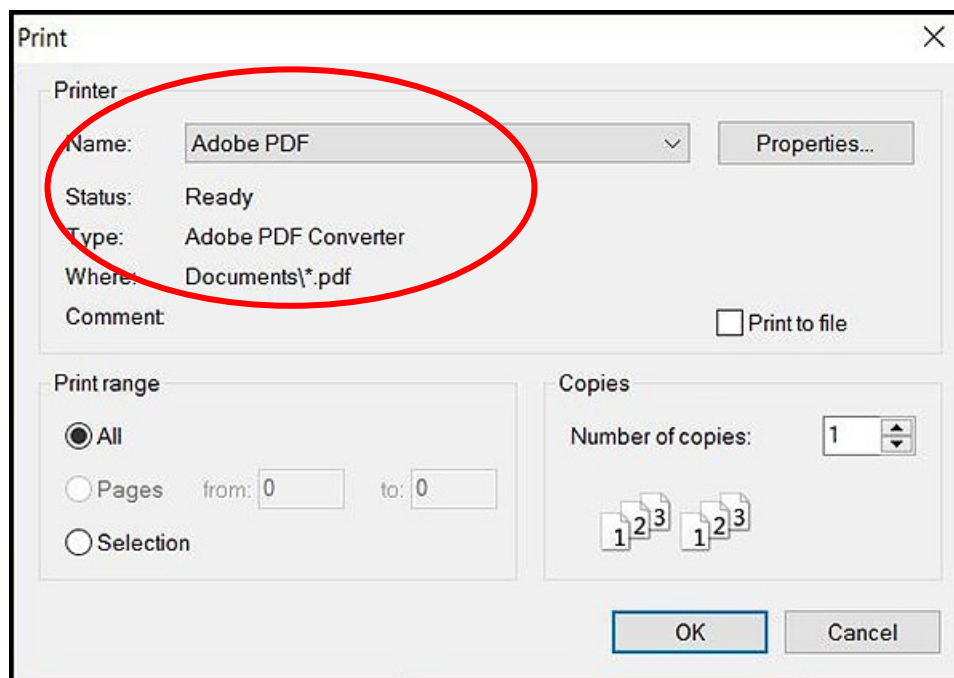 Print
Printer
Name: Adobe PDF Properties...
Status: Ready
Type: Adobe PDF Converter
Where: Documents\*.pdf
Comment:
Print to file
Print range
All
Pages from: 0 to: 0
Selection
Copies
Number of copies: 1
1 2 3 1 2 3
OK Cancel